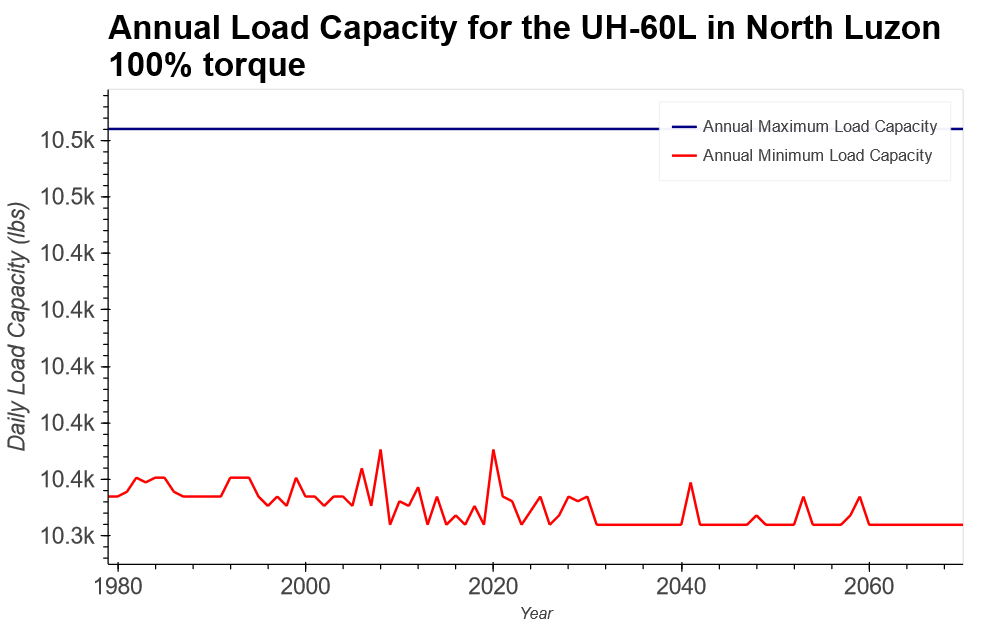 Annual Load Capacity for the UH-60L in North Luzon
100% torque
Annual Maximum Load Capacity
Annual Minimum Load Capacity
Daily Load Capacity (lbs)
10.5k
10.5k
10.4k
10.4k
10.4k
10.4k
10.4k
10.3k
1980
2000
2020
2040
2060
Year